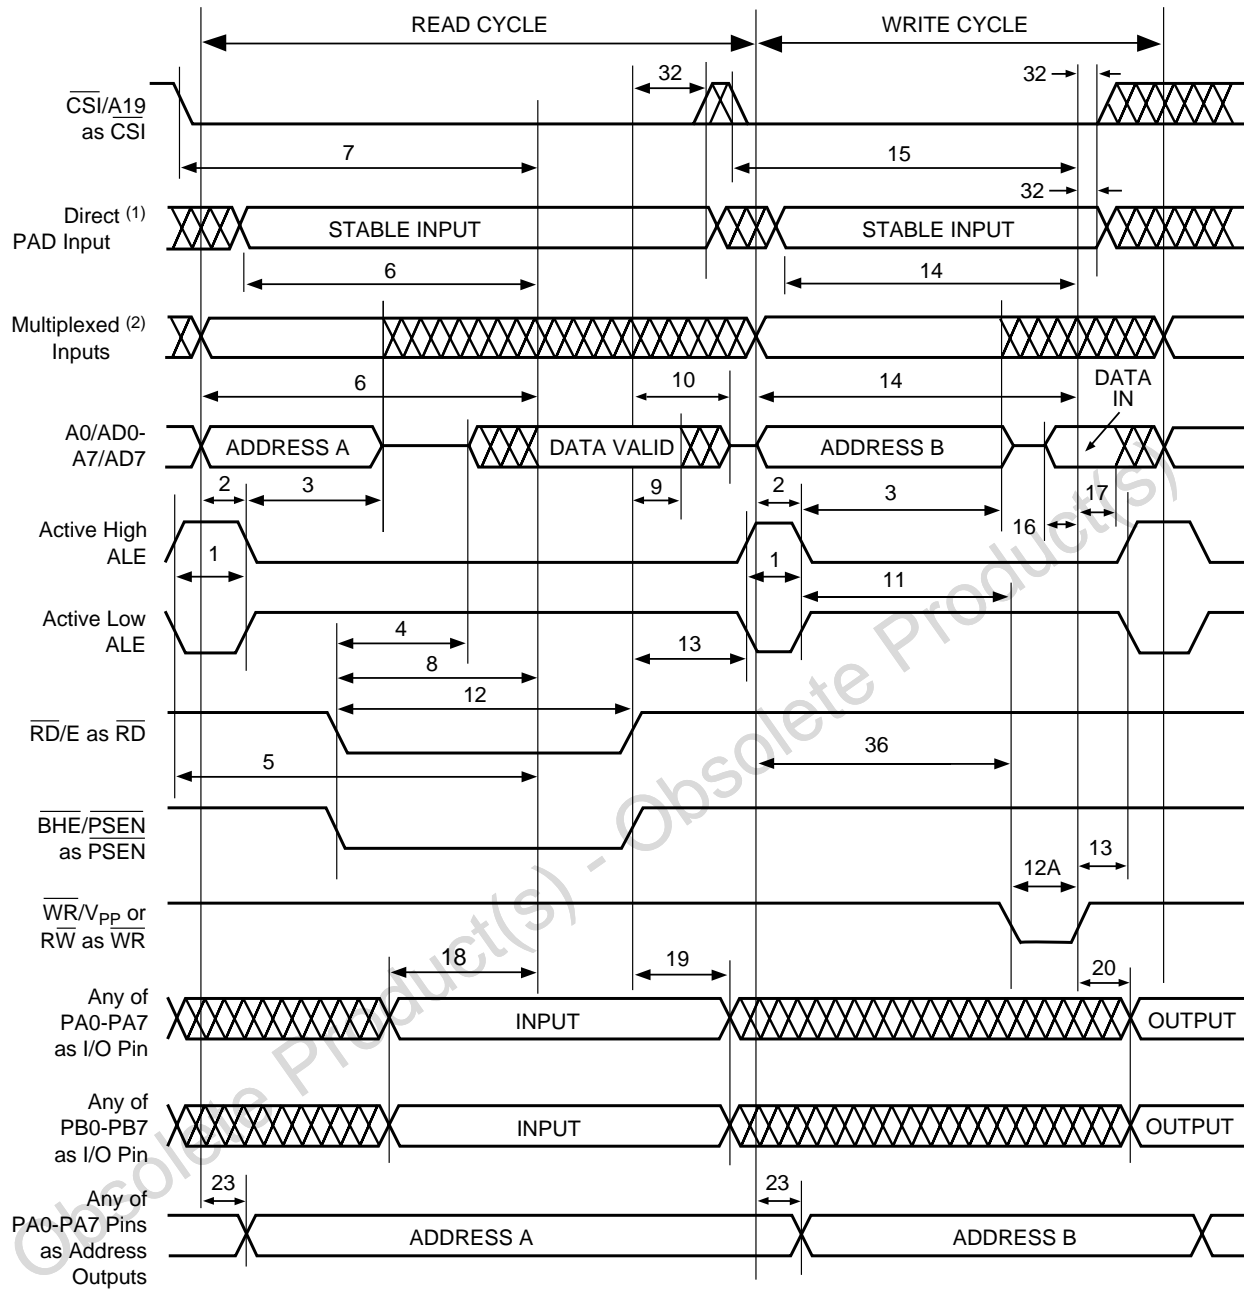 READ CYCLE
WRITE CYCLE
32
32
CSI/A19
as CSI
7
15
32
Direct (1)
PAD Input
STABLE INPUT
STABLE INPUT
6
14
Multiplexed (2)
Inputs
6
10
14
DATA
IN
A0/AD0-
A7/AD7
ADDRESS A
DATA VALID
ADDRESS B
2
3
9
2
3
17
16
Active High
ALE
1
1
11
Active Low
ALE
4
13
8
12
RD/E as RD
36
5
BHE/PSEN
as PSEN
13
12A
WR/VPP or
RW as WR
18
19
20
Any of
PA0-PA7
as I/O Pin
INPUT
OUTPUT
Any of
PB0-PB7
as I/O Pin
INPUT
OUTPUT
23
23
Any of
PA0-PA7 Pins
as Address
Outputs
ADDRESS A
ADDRESS B
Obsolete Product(s) - Obsolete Product(s)